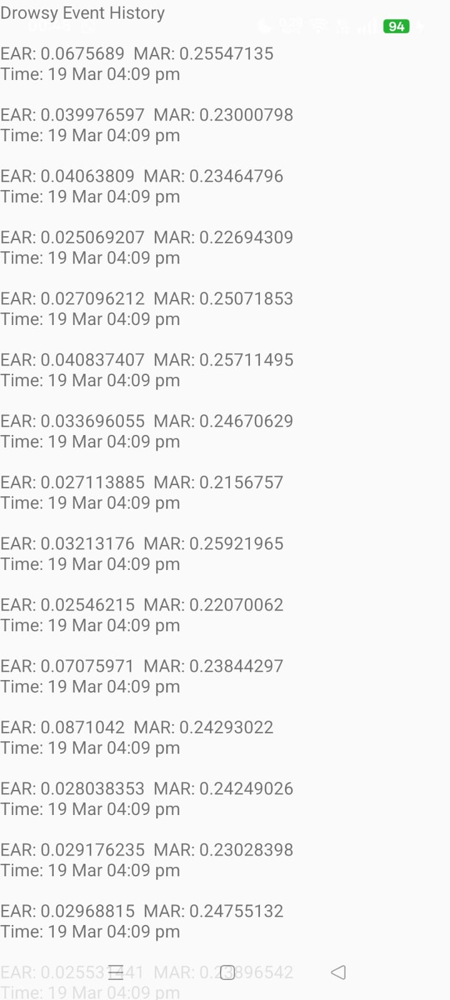 Drowsy Event History
94
EAR: 0.0675689 MAR: 0.25547135
Time: 19 Mar 04:09 pm
EAR: 0.039976597 MAR: 0.23000798
Time: 19 Mar 04:09 pm
EAR: 0.04063809 MAR: 0.23464796
Time: 19 Mar 04:09 pm
EAR: 0.025069207 MAR: 0.22694309
Time: 19 Mar 04:09 pm
EAR: 0.027096212 MAR: 0.25071853
Time: 19 Mar 04:09 pm
EAR: 0.040837407 MAR: 0.25711495
Time: 19 Mar 04:09 pm
EAR: 0.033696055 MAR: 0.24670629
Time: 19 Mar 04:09 pm
EAR: 0.027113885 MAR: 0.2156757
Time: 19 Mar 04:09 pm
EAR: 0.03213176 MAR: 0.25921965
Time: 19 Mar 04:09 pm
EAR: 0.02546215 MAR: 0.22070062
Time: 19 Mar 04:09 pm
EAR: 0.07075971 MAR: 0.23844297
Time: 19 Mar 04:09 pm
EAR: 0.0871042 MAR: 0.24293022
Time: 19 Mar 04:09 pm
EAR: 0.028038353 MAR: 0.24249026
Time: 19 Mar 04:09 pm
EAR: 0.029176235 MAR: 0.23028398
Time: 19 Mar 04:09 pm
EAR: 0.02968815 MAR: 0.24755132
Time: 19 Mar 04:09 pm
EAR: MAR: 0.23896542
Time: 19 Mar 04:09 pm